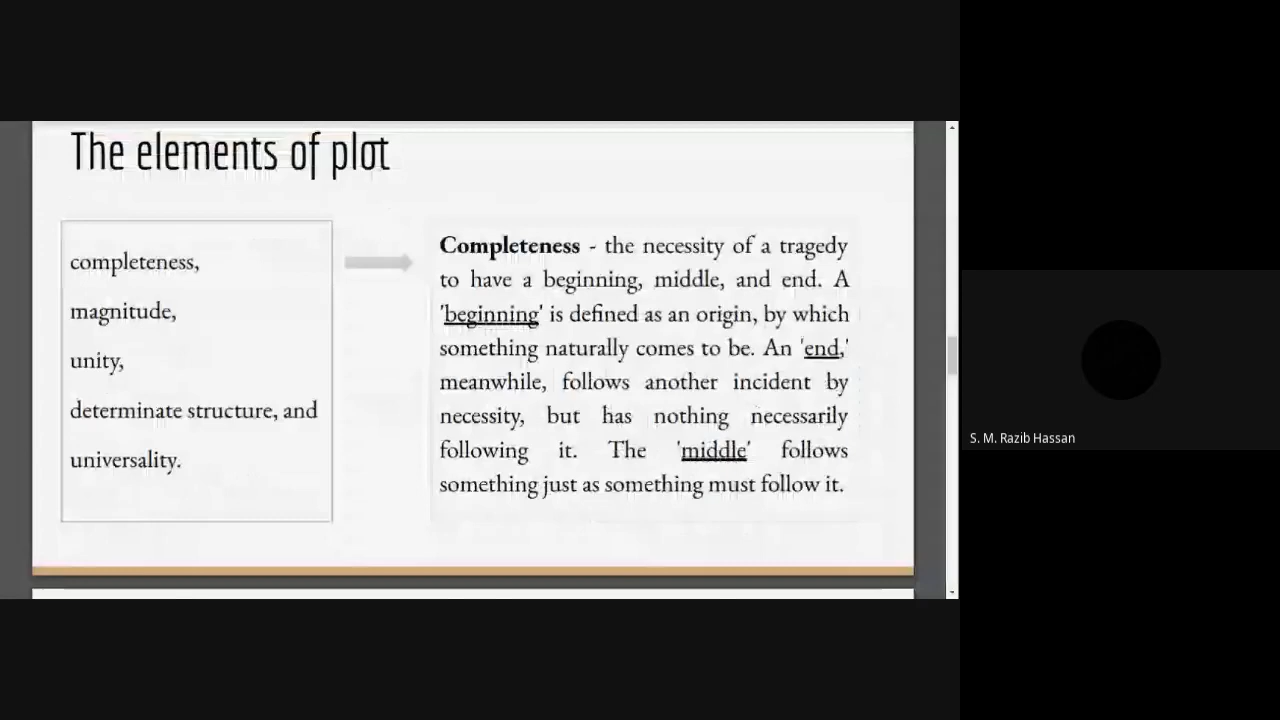 The elements of plot
completeness,
magnitude,
unity,
determinate structure, and
universality.
Completeness - the necessity of a tragedy
to have a beginning, middle, and end. A
'beginning' is defined as an origin, by which
something naturally comes to be. An 'end,'
meanwhile, follows another incident by
necessity, but has nothing necessarily
following it. The 'middle' follows
something just as something must follow it.
S. M. Razib Hassan